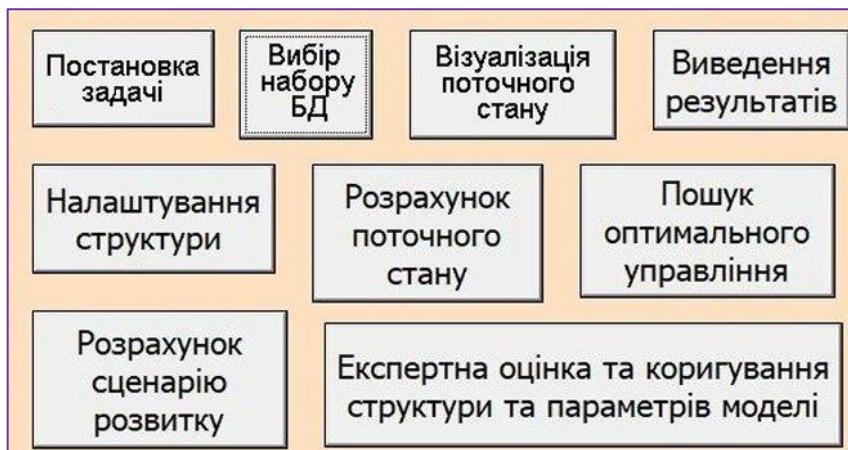 Постановка
задачі
Вибір
набору
БД
Візуалізація
поточного
стану
Виведення
результатів
Налаштування
структури
Розрахунок
поточного
стану
Пошук
оптимального
управління
Розрахунок
сценарію
розвитку
Експертна оцінка та коригування
структури та параметрів моделі